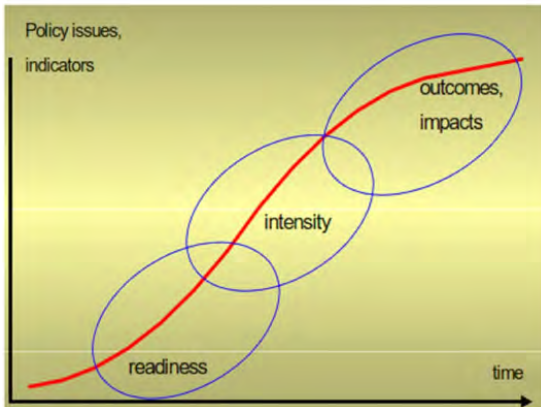 Policy issues,
indicators
outcomes,
impacts
intensity
readiness
time